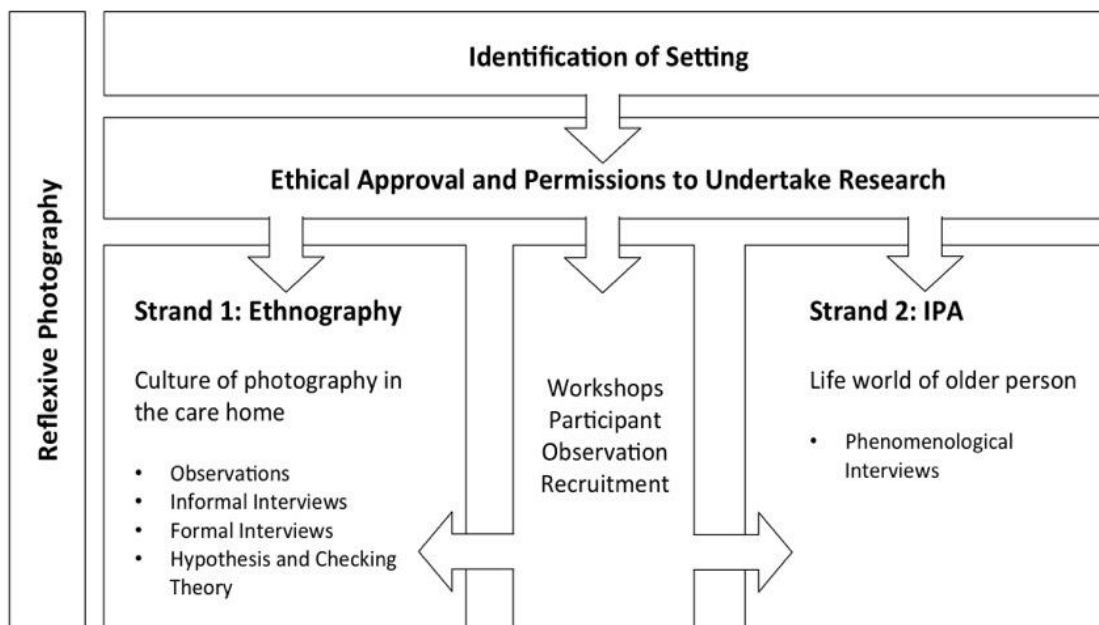 Reflexive Photography
Identification of Setting
Ethical Approval and Permissions to Undertake Research
Strand 1: Ethnography
Culture of photography in
the care home
• Observations
• Informal Interviews
• Formal Interviews
• Hypothesis and Checking
Theory
Workshops
Participant
Observation
Recruitment
Strand 2: IPA
Life world of older person
• Phenomenological
Interviews